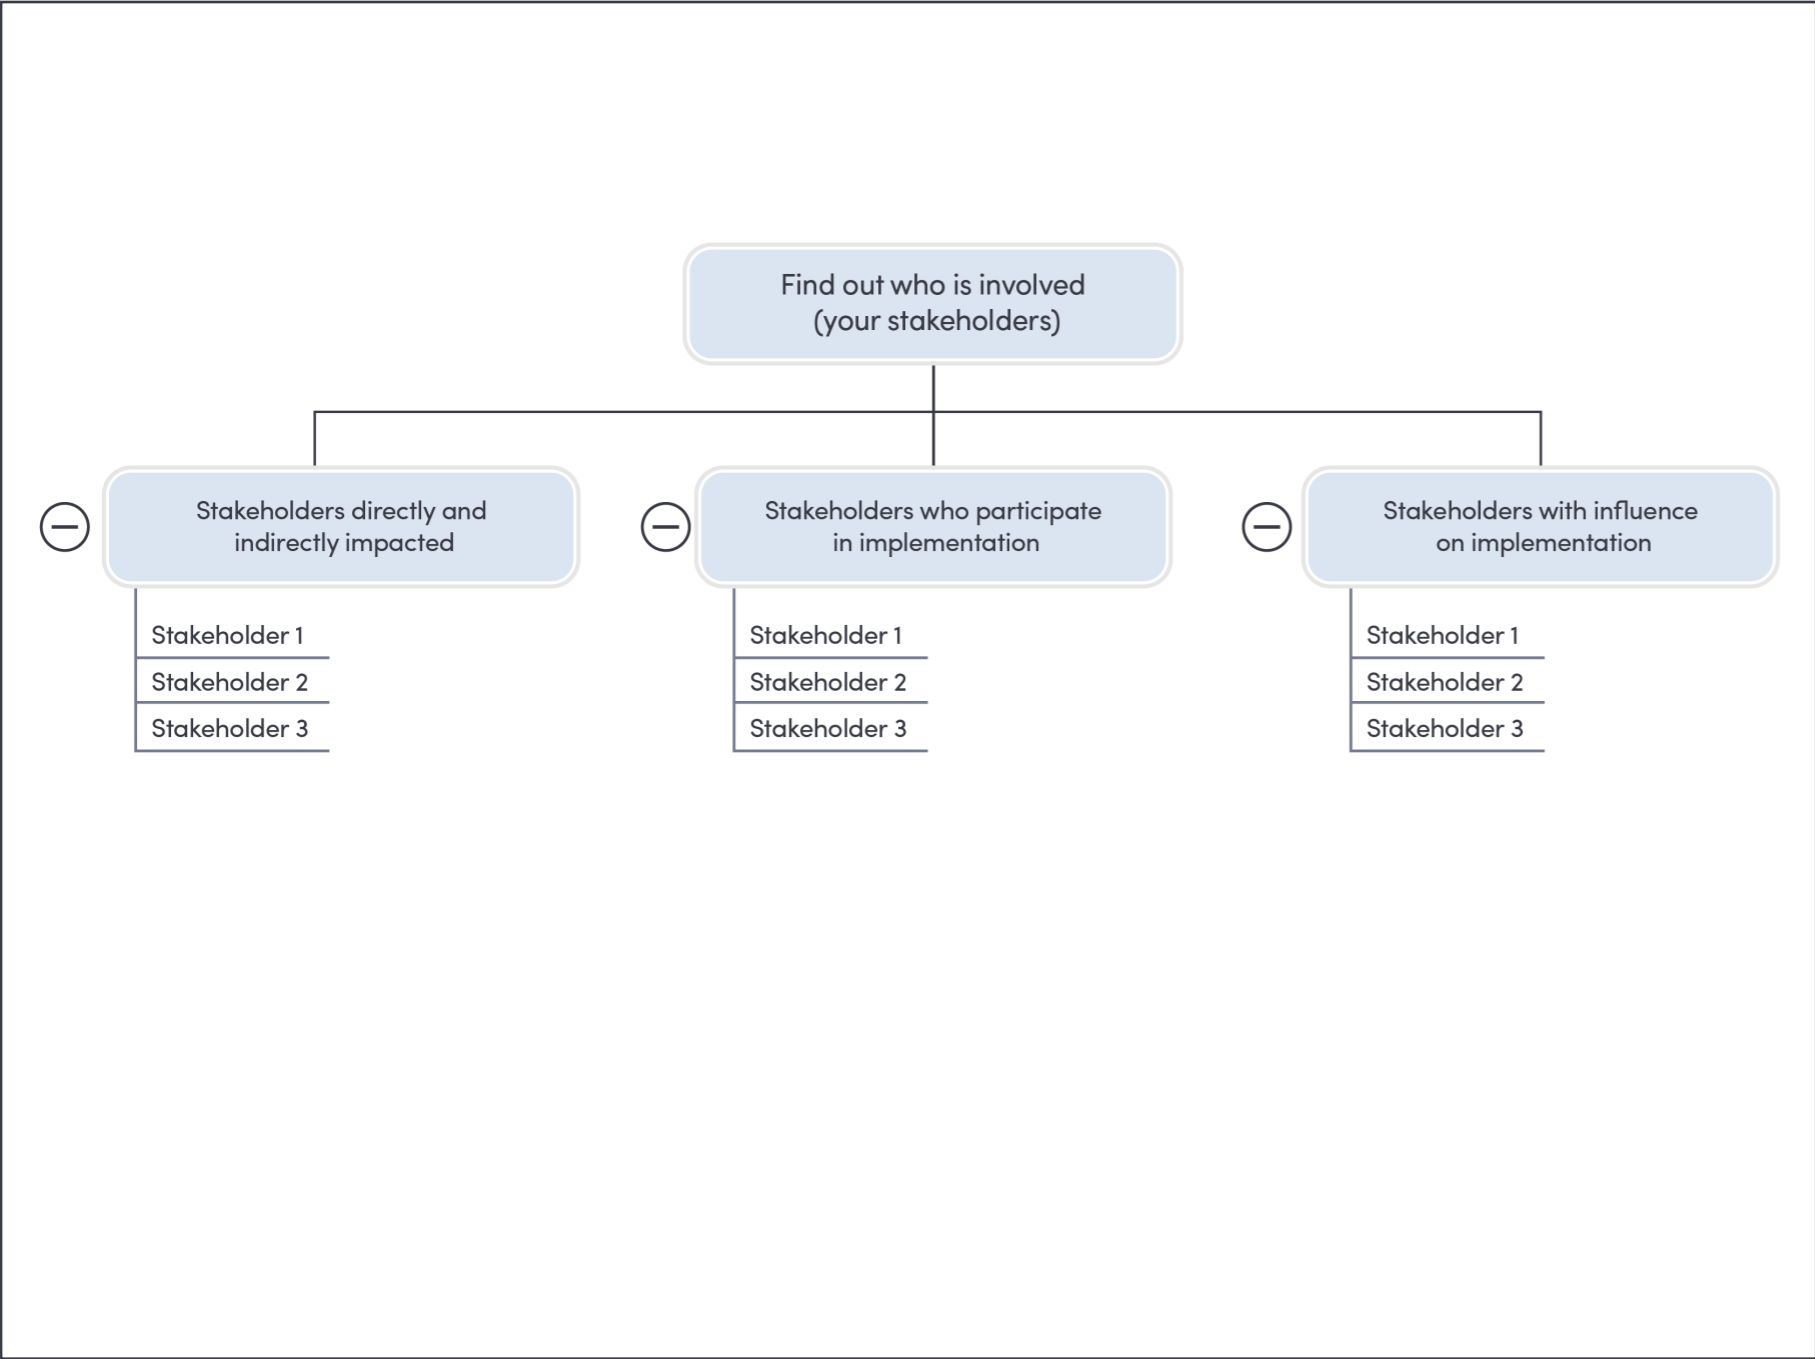 Find out who is involved
(your stakeholders)
Stakeholders directly and
indirectly impacted
Stakeholder 1
Stakeholder 2
Stakeholder 3
Stakeholders who participate
in implementation
Stakeholder 1
Stakeholder 2
Stakeholder 3
Stakeholders with influence
on implementation
Stakeholder 1
Stakeholder 2
Stakeholder 3